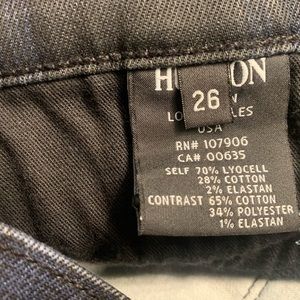 26
USA
RN# 107906
CA# 00635
SELF 70% LYOCELL
28% COTTON
2% ELASTAN
CONTRAST 65% COTTON
34% POLYESTER
1% ELASTAN